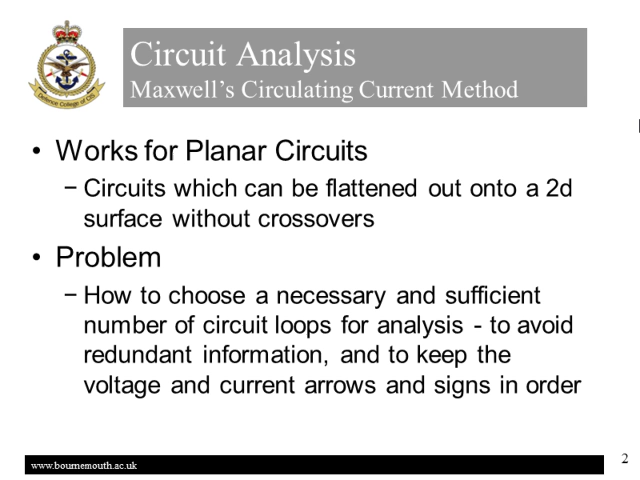 Circuit Analysis
Maxwell's Circulating Current Method
• Works for Planar Circuits
– Circuits which can be flattened out onto a 2d
surface without crossovers
• Problem
– How to choose a necessary and sufficient
number of circuit loops for analysis - to avoid
redundant information, and to keep the
voltage and current arrows and signs in order
www.bournemouth.ac.uk
2